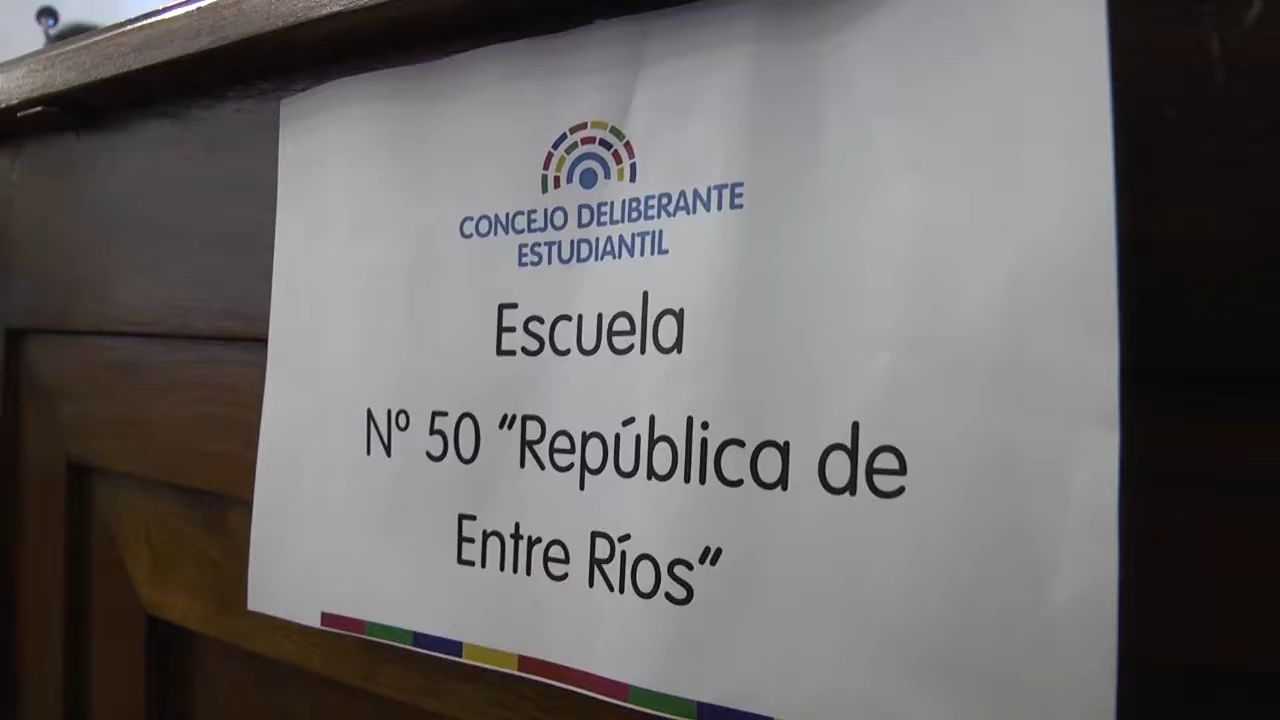 CONCEJO DELIBERANTE
ESTUDIANTIL
Escuela
Nº 50 “República de
Entre Ríos”